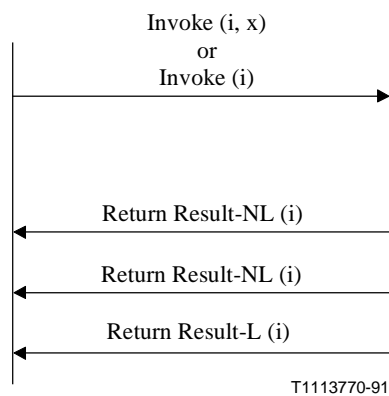 Invoke (i, x)
or
Invoke (i)
Return Result-NL (i)
Return Result-NL (i)
Return Result-L (i)
T1113770-91